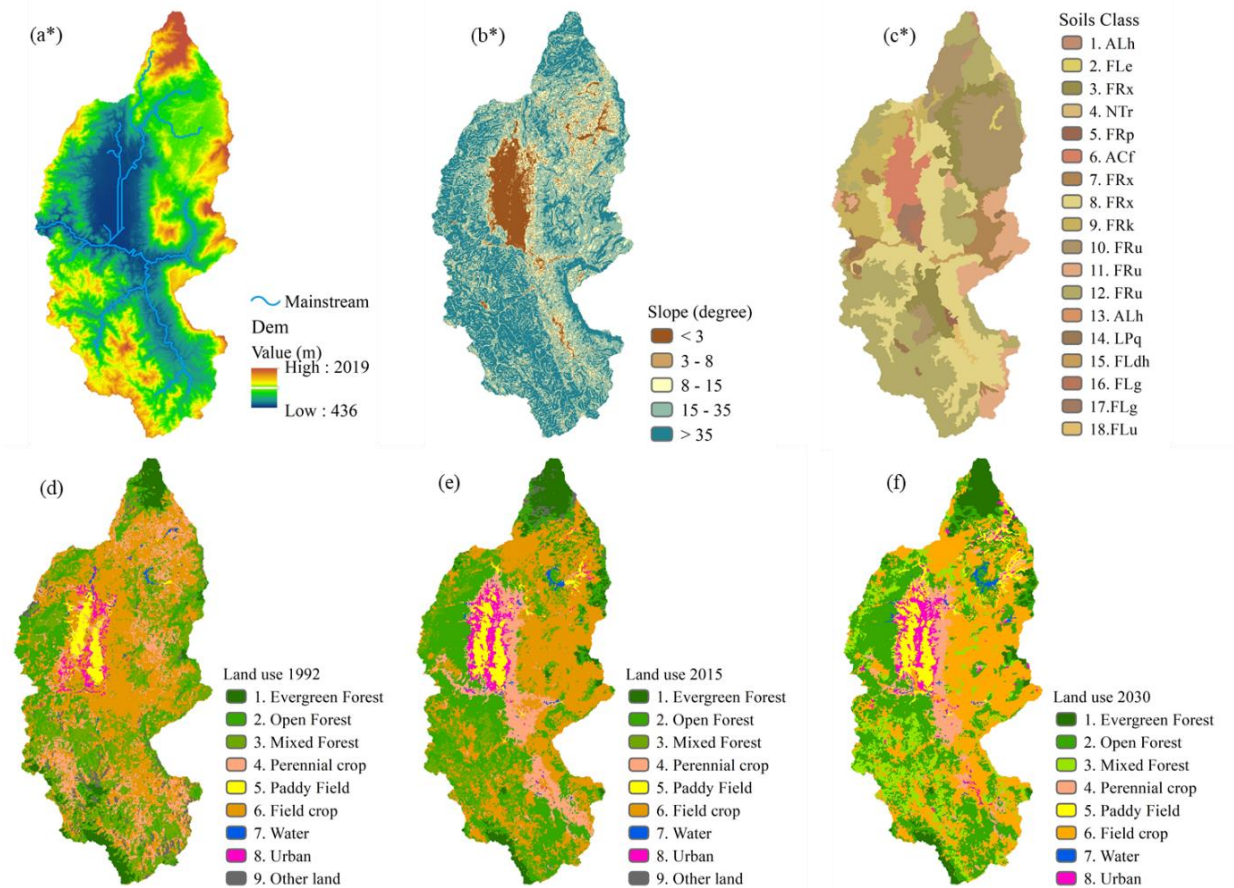 (a*)
Mainstream
Dem
Value (m)
High : 2019
Low : 436
(b*)
Slope (degree)
< 3
3 - 8
8 - 15
15 - 35
> 35
(c*)
Soils Class
1. ALh
2. FLe
3. FRx
4. NTr
5. FRp
6. ACf
7. FRx
8. FRx
9. FRk
10. FRu
11. FRu
12. FRu
13. ALh
14. LPq
15. FLdh
16. FLg
17.FLg
18.FLu
(d)
Land use 1992
1. Evergreen Forest
2. Open Forest
3. Mixed Forest
4. Perennial crop
5. Paddy Field
6. Field crop
7. Water
8. Urban
9. Other land
(e)
Land use 2015
1. Evergreen Forest
2. Open Forest
3. Mixed Forest
4. Perennial crop
5. Paddy Field
6. Field crop
7. Water
8. Urban
9. Other land
(f)
Land use 2030
1. Evergreen Forest
2. Open Forest
3. Mixed Forest
4. Perennial crop
5. Paddy Field
6. Field crop
7. Water
8. Urban